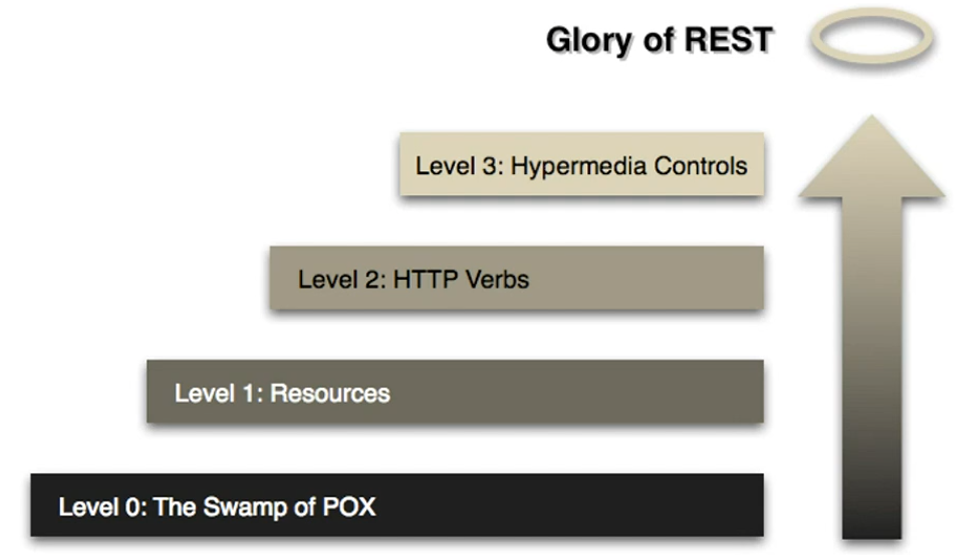 Glory of REST
Level 3: Hypermedia Controls
Level 2: HTTP Verbs
Level 1: Resources
Level 0: The Swamp of POX